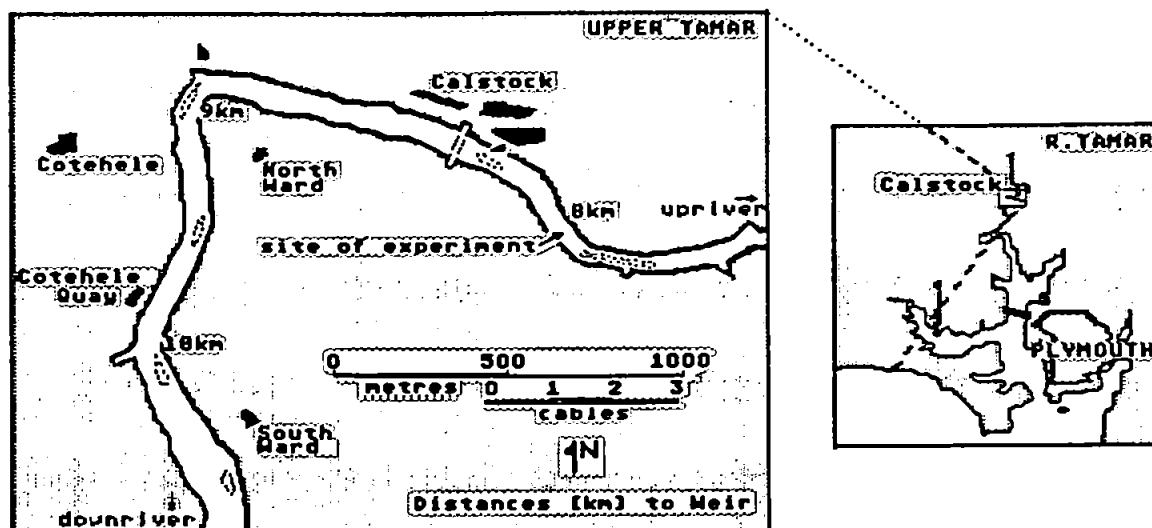 UPPER TAMAR
Calstock
9km
Cotehele
North
Ward
8km
upriver
site of experiment
Cotehele
Quay
10km
0 500 1000
metres
0 1 2 3
cables
South
Ward
N
Distances [km] to Weir
downriver
R.TAMAR
Calstock
PLYMOUTH